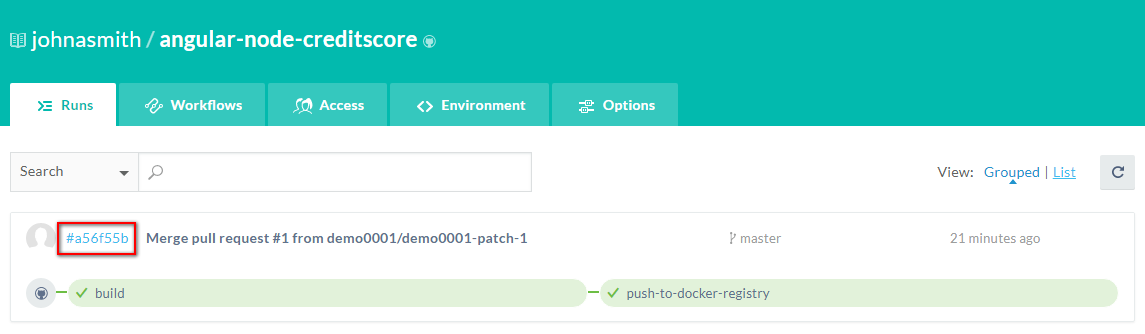 johnasmith / angular-node-creditscore
Runs Workflows Access Environment Options
Search View: Grouped | List
#a56f55b Merge pull request #1 from demo0001/demo0001-patch-1 master 21 minutes ago
build push-to-docker-registry